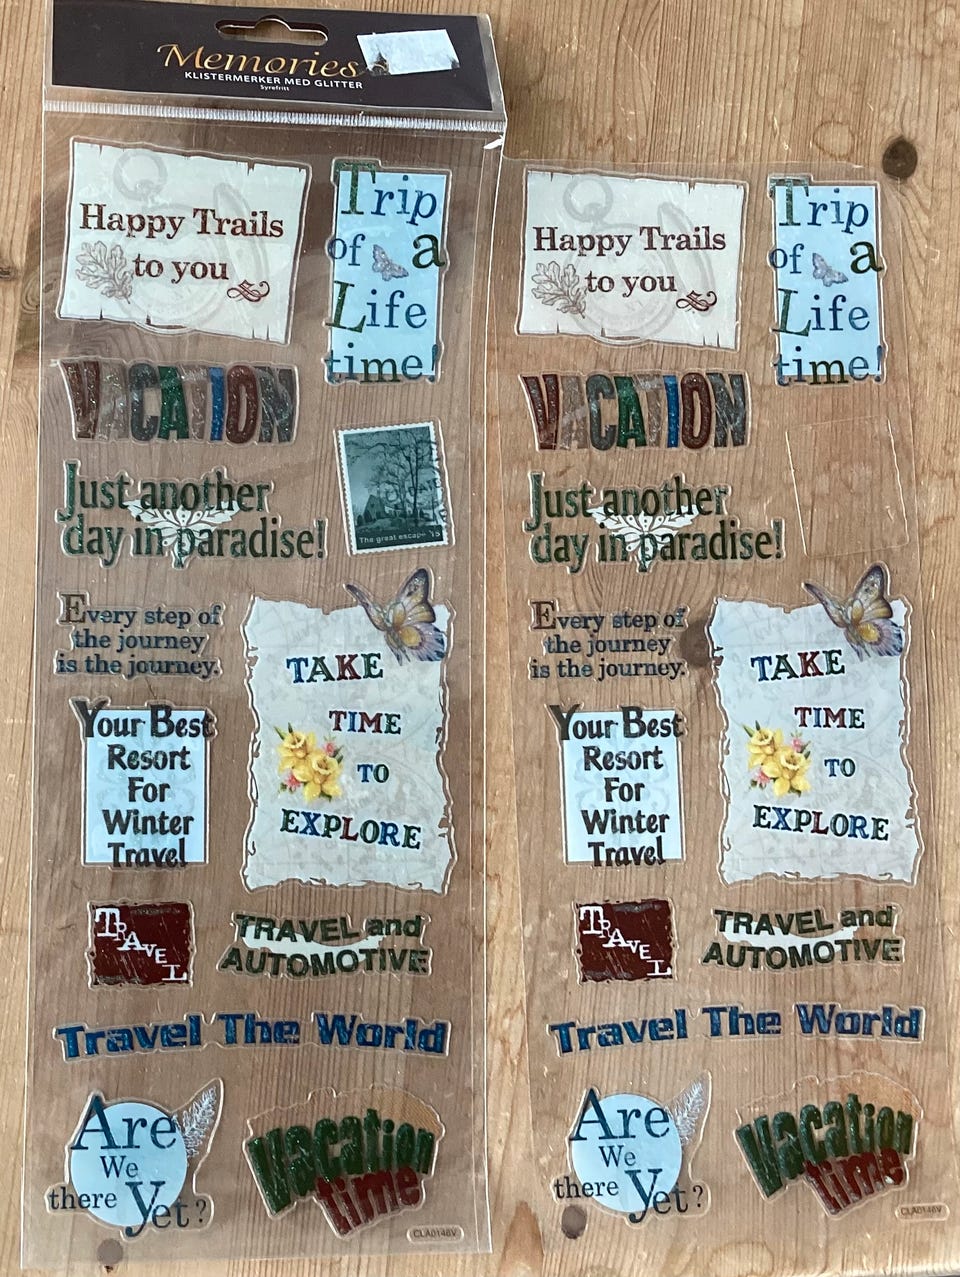 Memories
KLISTERMERKER MED GLITTER
Syrefritt
Happy Trails
to you
Trip
of a
Life
time!
VACATION
Just another
day in paradise!
The great escape '15
Every step of
the journey
is the journey.
TAKE
TIME
TO
EXPLORE
Your Best
Resort
For
Winter
Travel
TRAVEL
TRAVEL and
AUTOMOTIVE
Travel The World
Are
We
there Yet?
Vacation
time
CLA0146V
Happy Trails
to you
Trip
of a
Life
time!
VACATION
Just another
day in paradise!
Every step of
the journey
is the journey.
TAKE
TIME
TO
EXPLORE
Your Best
Resort
For
Winter
Travel
TRAVEL
TRAVEL and
AUTOMOTIVE
Travel The World
Are
We
there Yet?
Vacation
time
CLA0146V